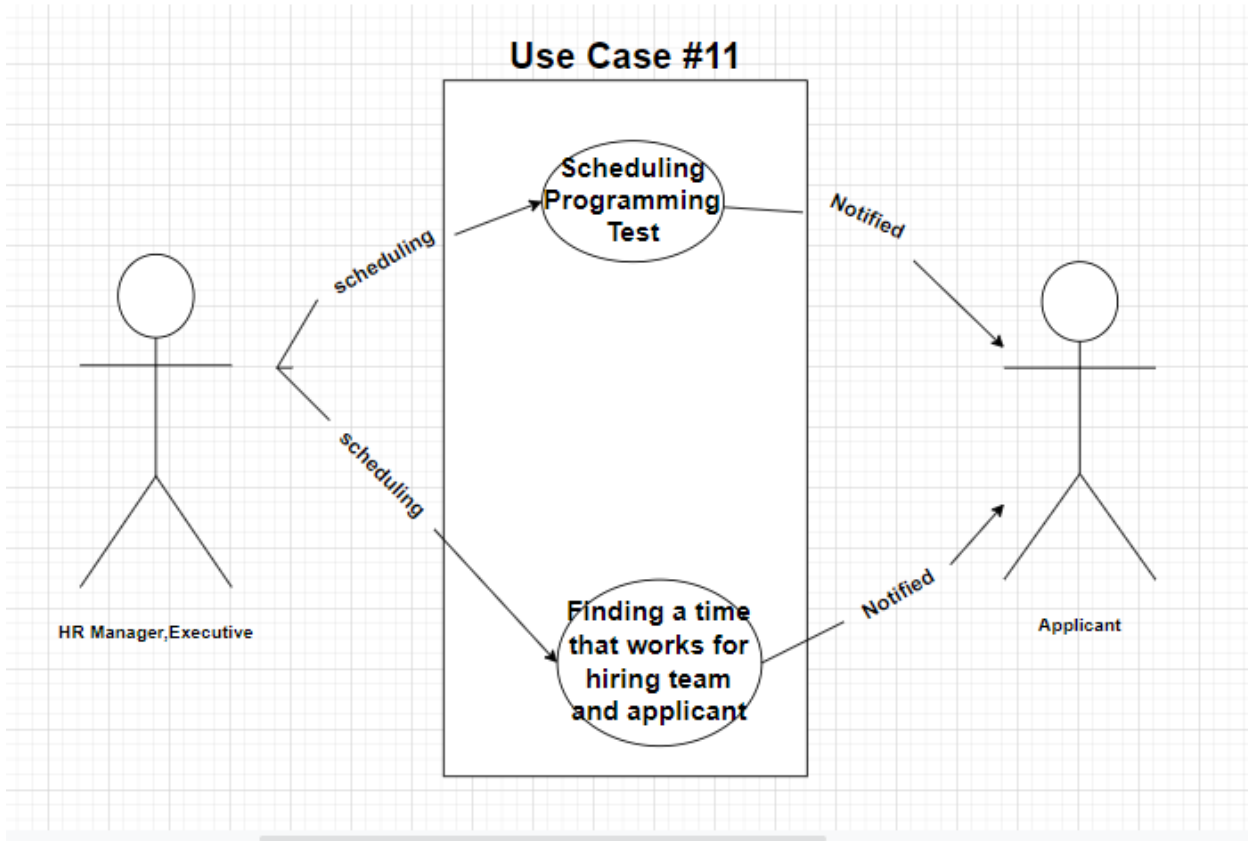 Use Case #11
Scheduling
Programming
Test
Notified
scheduling
scheduling
Finding a time
that works for
hiring team
and applicant
Notified
HR Manager,Executive
Applicant